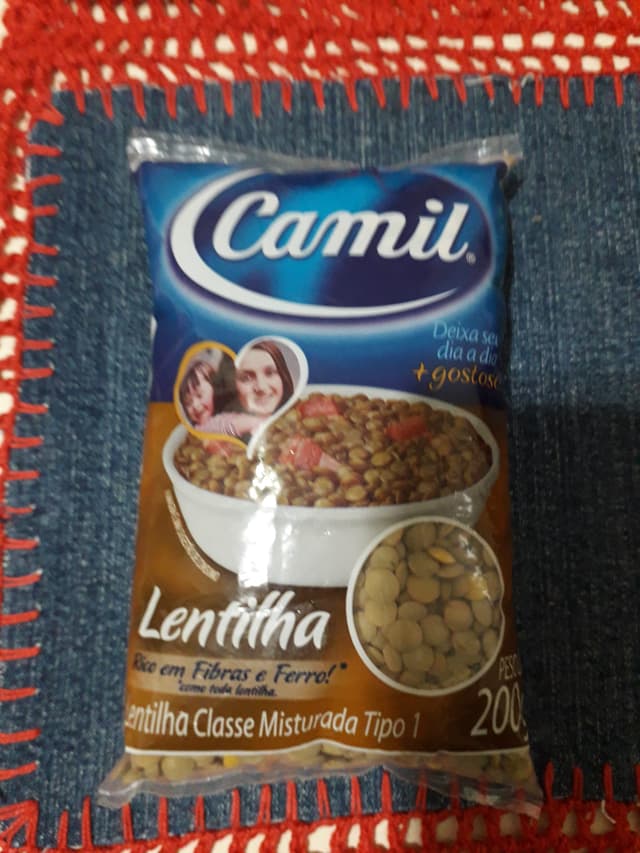 Camil®
Deixa seu
dia a dia
+ gostoso
Lentilha
Rico em Fibras e Ferro!*
*como toda lentilha.
Lentilha Classe Misturada Tipo 1
PESO
200g